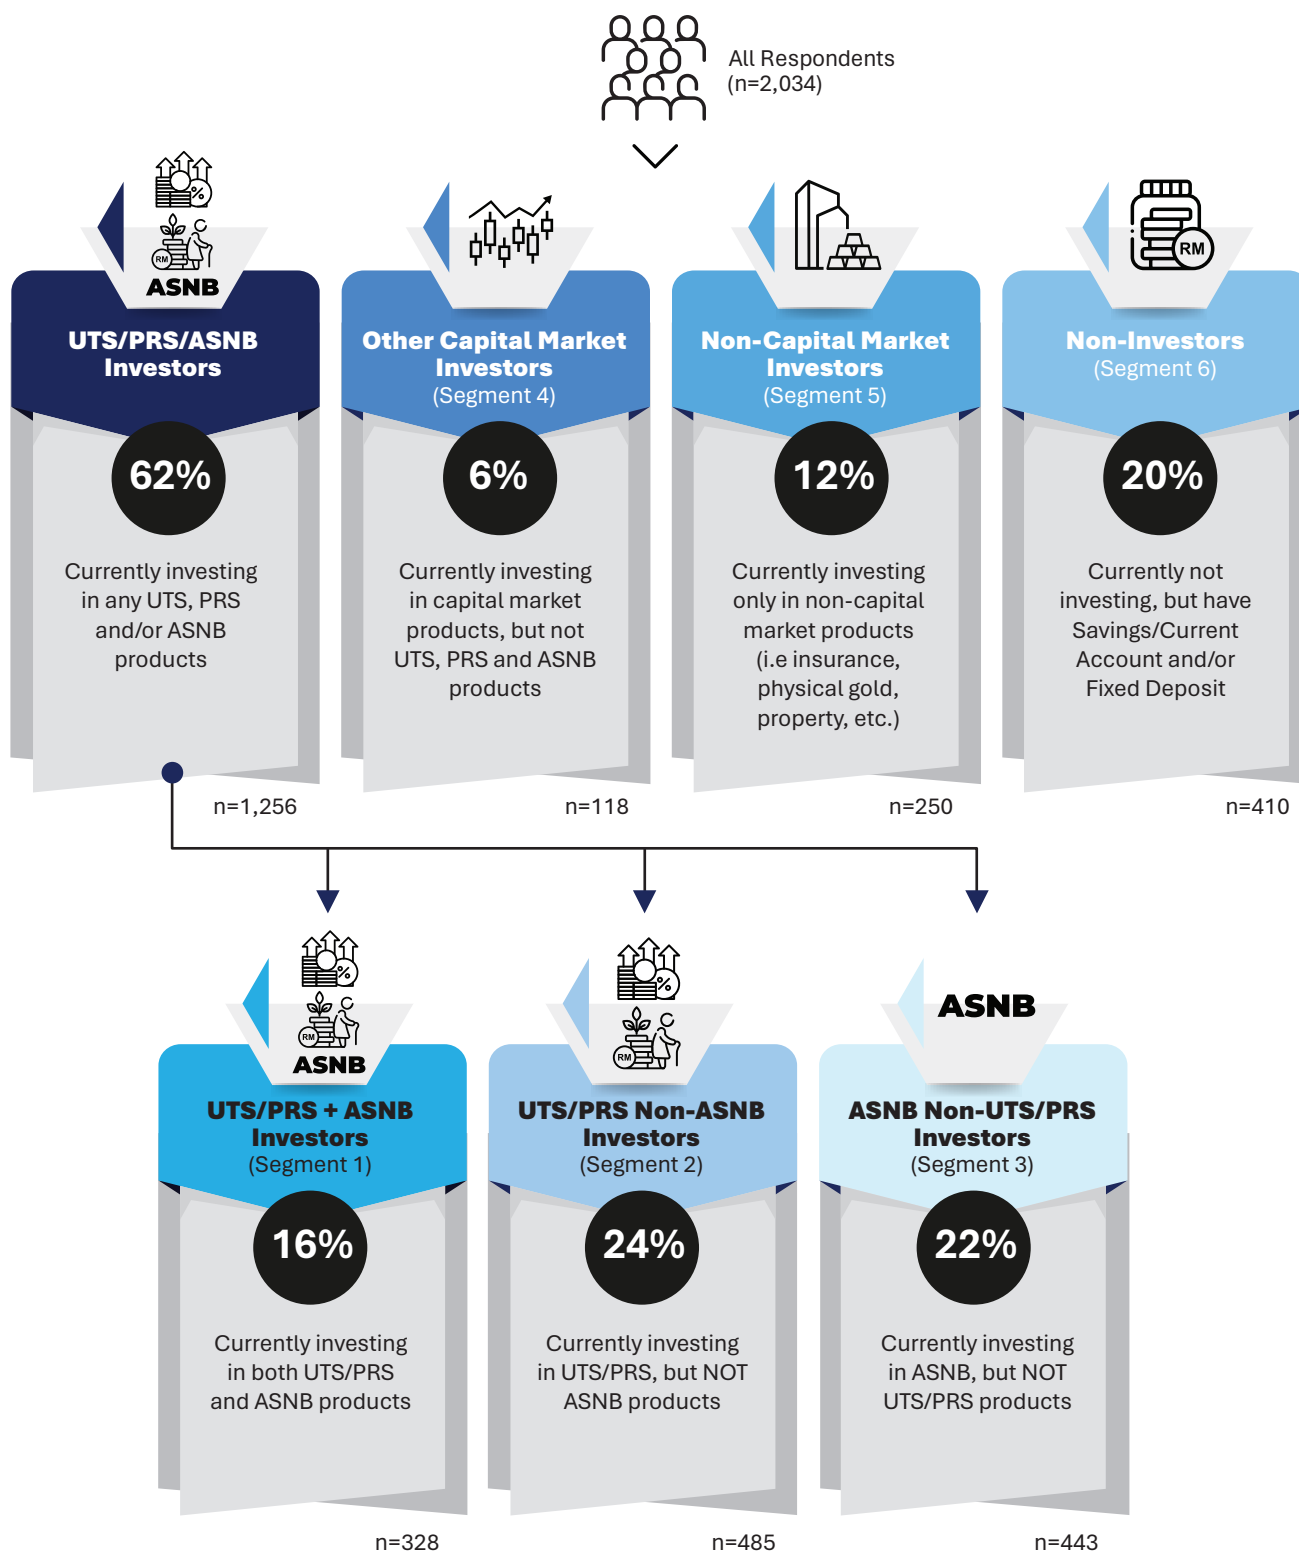 All Respondents
(n=2,034)
%
RM
ASNB
UTS/PRS/ASNB
Investors
62%
Currently investing
in any UTS, PRS
and/or ASNB
products
n=1,256
Other Capital Market
Investors
(Segment 4)
6%
Currently investing
in capital market
products, but not
UTS, PRS and ASNB
products
n=118
Non-Capital Market
Investors
(Segment 5)
12%
Currently investing
only in non-capital
market products
(i.e insurance,
physical gold,
property, etc.)
n=250
RM
Non-Investors
(Segment 6)
20%
Currently not
investing, but have
Savings/Current
Account and/or
Fixed Deposit
n=410
%
RM
ASNB
UTS/PRS + ASNB
Investors
(Segment 1)
16%
Currently investing
in both UTS/PRS
and ASNB products
n=328
%
RM
UTS/PRS Non-ASNB
Investors
(Segment 2)
24%
Currently investing
in UTS/PRS, but NOT
ASNB products
n=485
ASNB
ASNB Non-UTS/PRS
Investors
(Segment 3)
22%
Currently investing
in ASNB, but NOT
UTS/PRS products
n=443